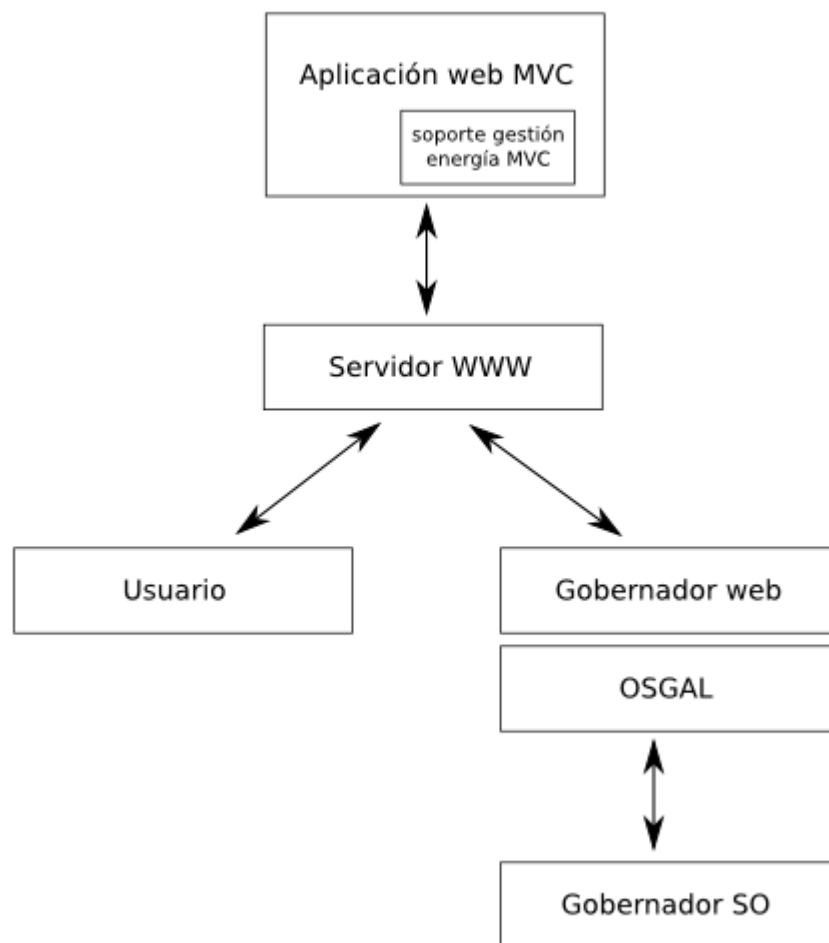 Aplicación web MVC
soporte gestión
energía MVC
Servidor WWW
Usuario
Gobernador web
OSGAL
Gobernador SO